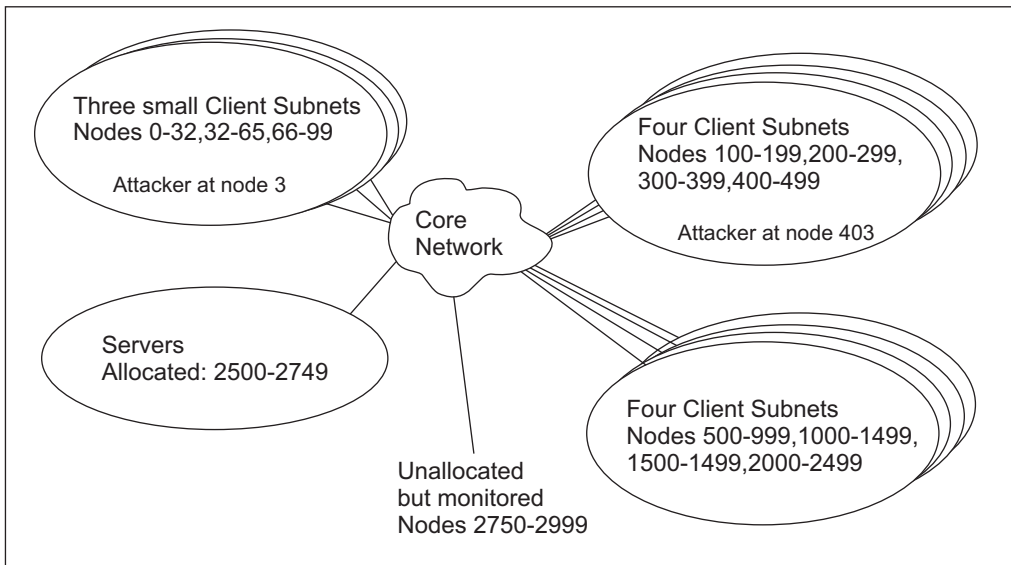 Three small Client Subnets
Nodes 0-32,32-65,66-99
Attacker at node 3
Four Client Subnets
Nodes 100-199,200-299,
300-399,400-499
Attacker at node 403
Core
Network
Servers
Allocated: 2500-2749
Four Client Subnets
Nodes 500-999,1000-1499,
1500-1499,2000-2499
Unallocated
but monitored
Nodes 2750-2999